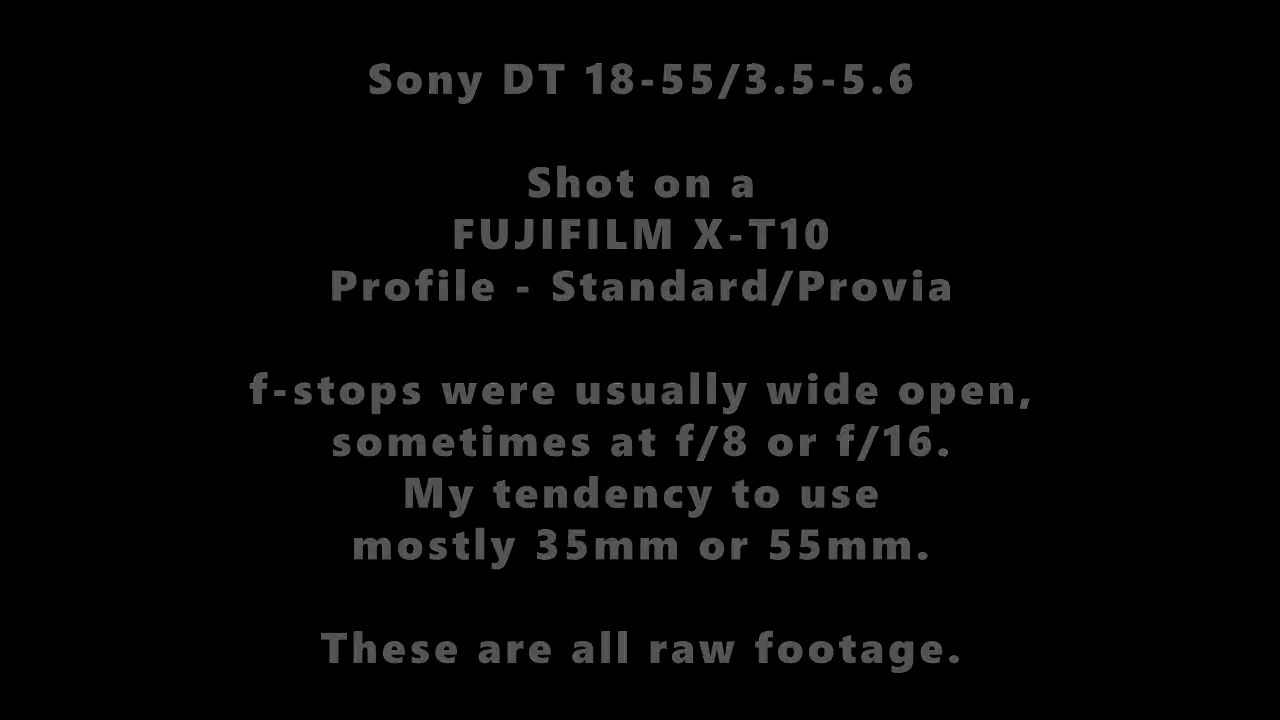 Sony DT 18-55/3.5-5.6
Shot on a
FUJIFILM X-T10
Profile - Standard/Provia
f-stops were usually wide open,
sometimes at f/8 or f/16.
My tendency to use
mostly 35mm or 55mm.
These are all raw footage.